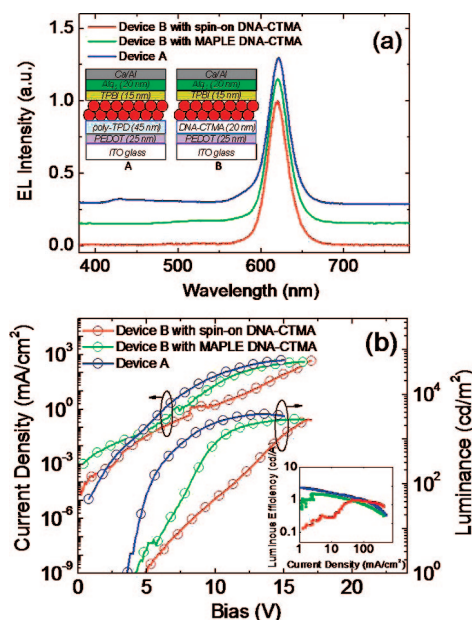 Device B with spin-on DNA-CTMA
Device B with MAPLE DNA-CTMA
Device A
(a)
EL Intensity (a.u.)
1.5
1.0
0.5
0.0
Ca/Al
Alq3 (20 nm)
TPBI (15 nm)
poly-TPD (45 nm)
PEDOT (25 nm)
ITO glass
A
Ca/Al
Alq3 (20 nm)
TPBI (15 nm)
DNA-CTMA (20 nm)
PEDOT (25 nm)
ITO glass
B
400 500 600 700
Wavelength (nm)
Device B with spin-on DNA-CTMA
Device B with MAPLE DNA-CTMA
Device A
(b)
Current Density (mA/cm²)
10³
10⁰
10⁻³
10⁻⁶
10⁻⁹
Luminance (cd/m²)
10⁴
10³
10²
10¹
10⁰
Luminous Efficiency (cd/A)
10
1
0.1
1 10 100
Current Density (mA/cm²)
0 5 10 15 20
Bias (V)